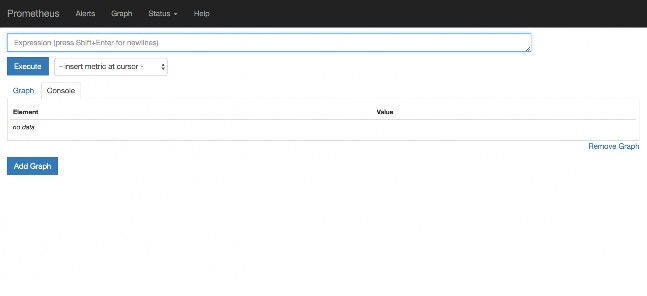 Prometheus Alerts Graph Status Help
Expression (press Shift+Enter for newlines)
Execute - insert metric at cursor -
Graph Console
Element Value
no data
Remove Graph
Add Graph